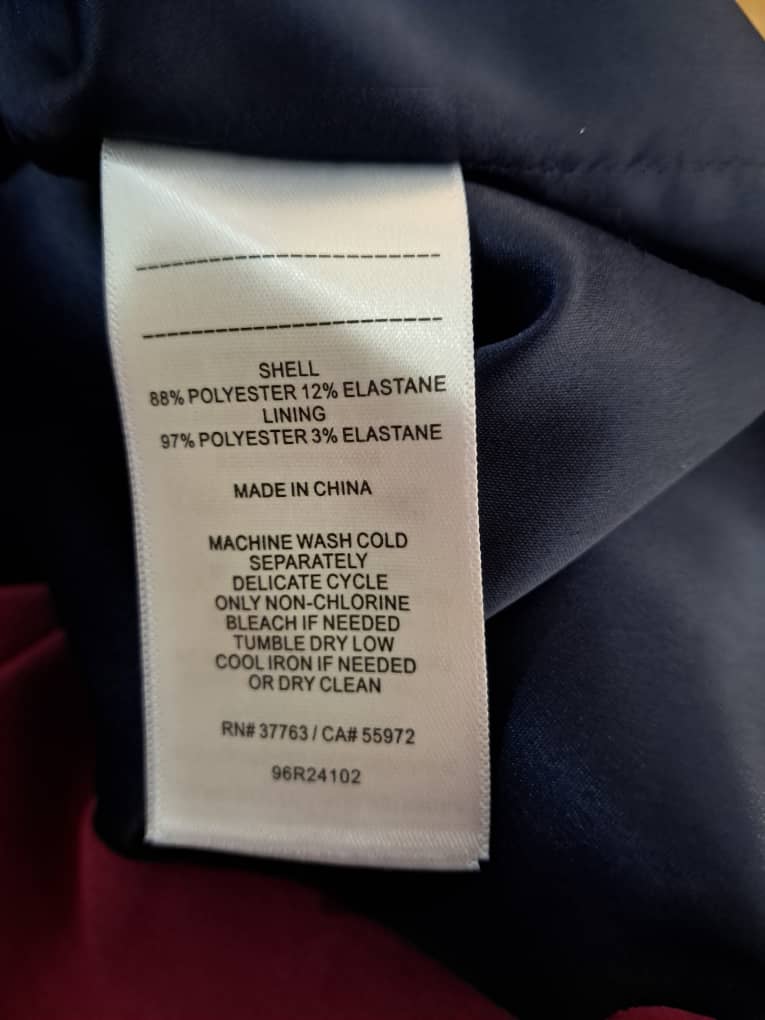 SHELL
88% POLYESTER 12% ELASTANE
LINING
97% POLYESTER 3% ELASTANE
MADE IN CHINA
MACHINE WASH COLD
SEPARATELY
DELICATE CYCLE
ONLY NON-CHLORINE
BLEACH IF NEEDED
TUMBLE DRY LOW
COOL IRON IF NEEDED
OR DRY CLEAN
RN# 37763 / CA# 55972
96R24102